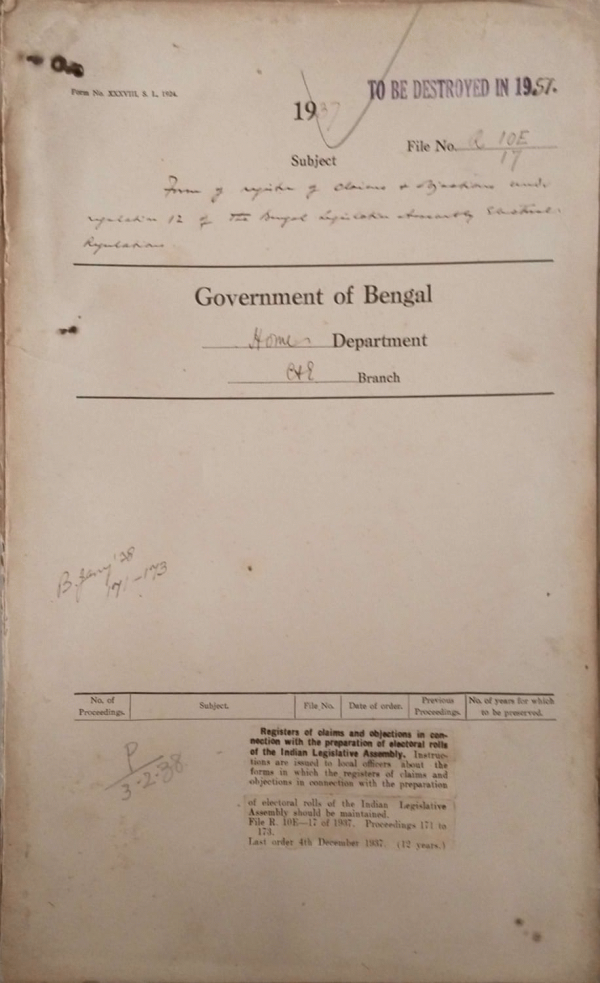 Form No. XXXVIII, S. L., 1924.
TO BE DESTROYED IN 1957.
1937
File No. R 10E/17
Subject
Form of register of claims & objections under
regulation 12 of the Bengal Legislative Assembly Electoral
Regulations.
Government of Bengal
Home Department
C&E Branch
B. Jany '38
171-173
No. of Proceedings. Subject. File No. Date of order. Previous Proceedings. No. of years for which to be preserved.
P
3-2-38
Registers of claims and objections in con-
nection with the preparation of electoral rolls
of the Indian Legislative Assembly. Instruc-
tions are issued to local officers about the
forms in which the registers of claims and
objections in connection with the preparation
of electoral rolls of the Indian Legislative
Assembly should be maintained.
File R. 10E—17 of 1937. Proceedings 171 to
173.
Last order 4th December 1937. (12 years.)